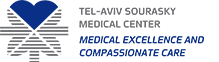 TEL-AVIV SOURASKY
MEDICAL CENTER
MEDICAL EXCELLENCE AND
COMPASSIONATE CARE